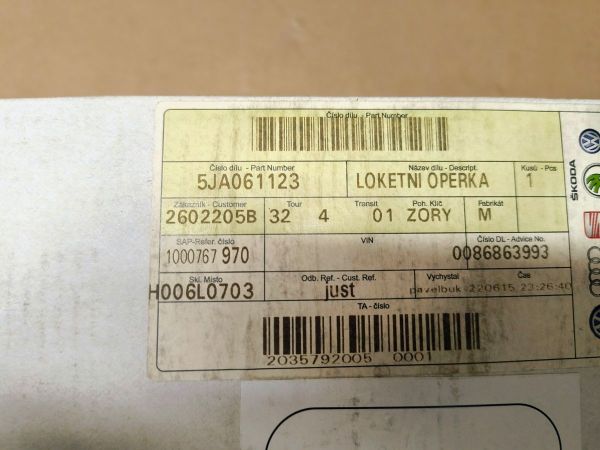 Číslo dílu - Part Number
Číslo dílu - Part Number Název dílu - Descript. Kusů - Pcs
5JA061123 LOKETNI OPERKA 1
Zákazník - Customer Tour Transit Poh. Klíč Fabrikát
2602205B 32 4 01 ZORY M
SAP-Refer. číslo VIN Číslo DL - Advice No.
1000767 970 0086863993
Skl. Místo Odb. Ref. - Cust. Ref. Vychystal Čas
H006L0703 just pavelbuk 220615 23:26:40
TA - číslo
2035792005 0001
ŠKODA